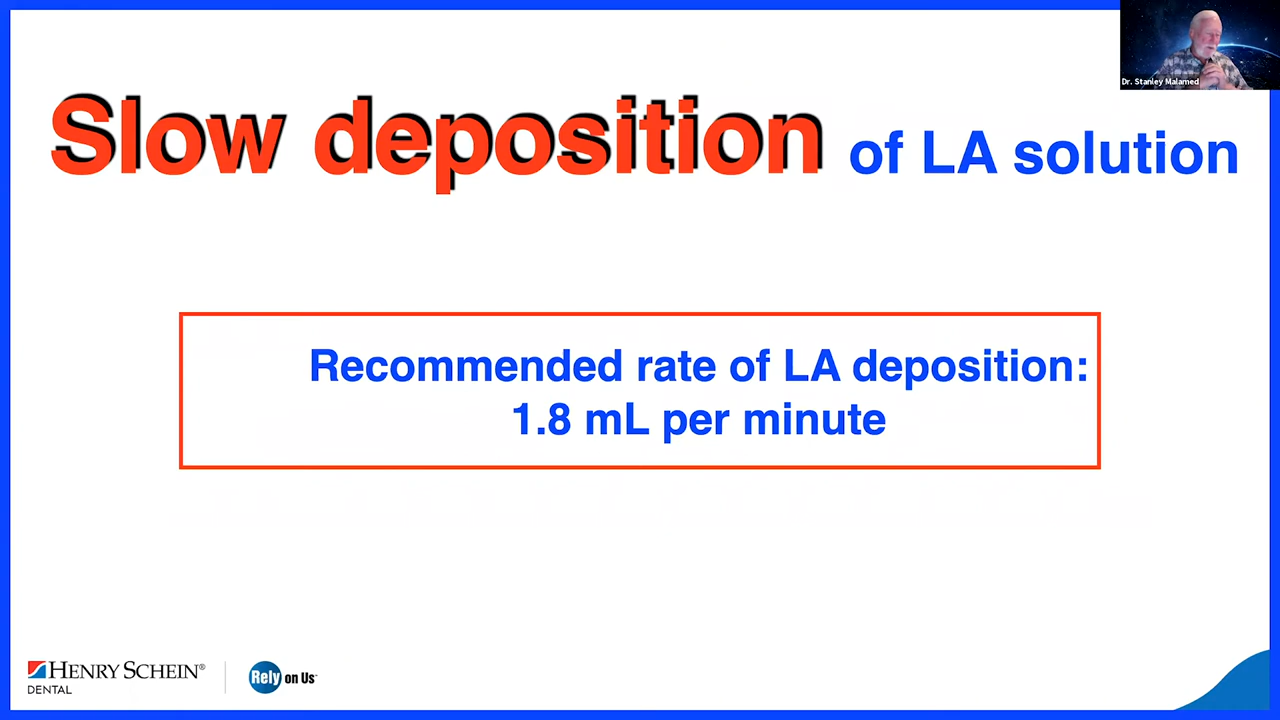 Dr. Stanley Malamed
Slow deposition of LA solution
Recommended rate of LA deposition:
1.8 mL per minute
HENRY SCHEIN®
DENTAL
Rely on Us™